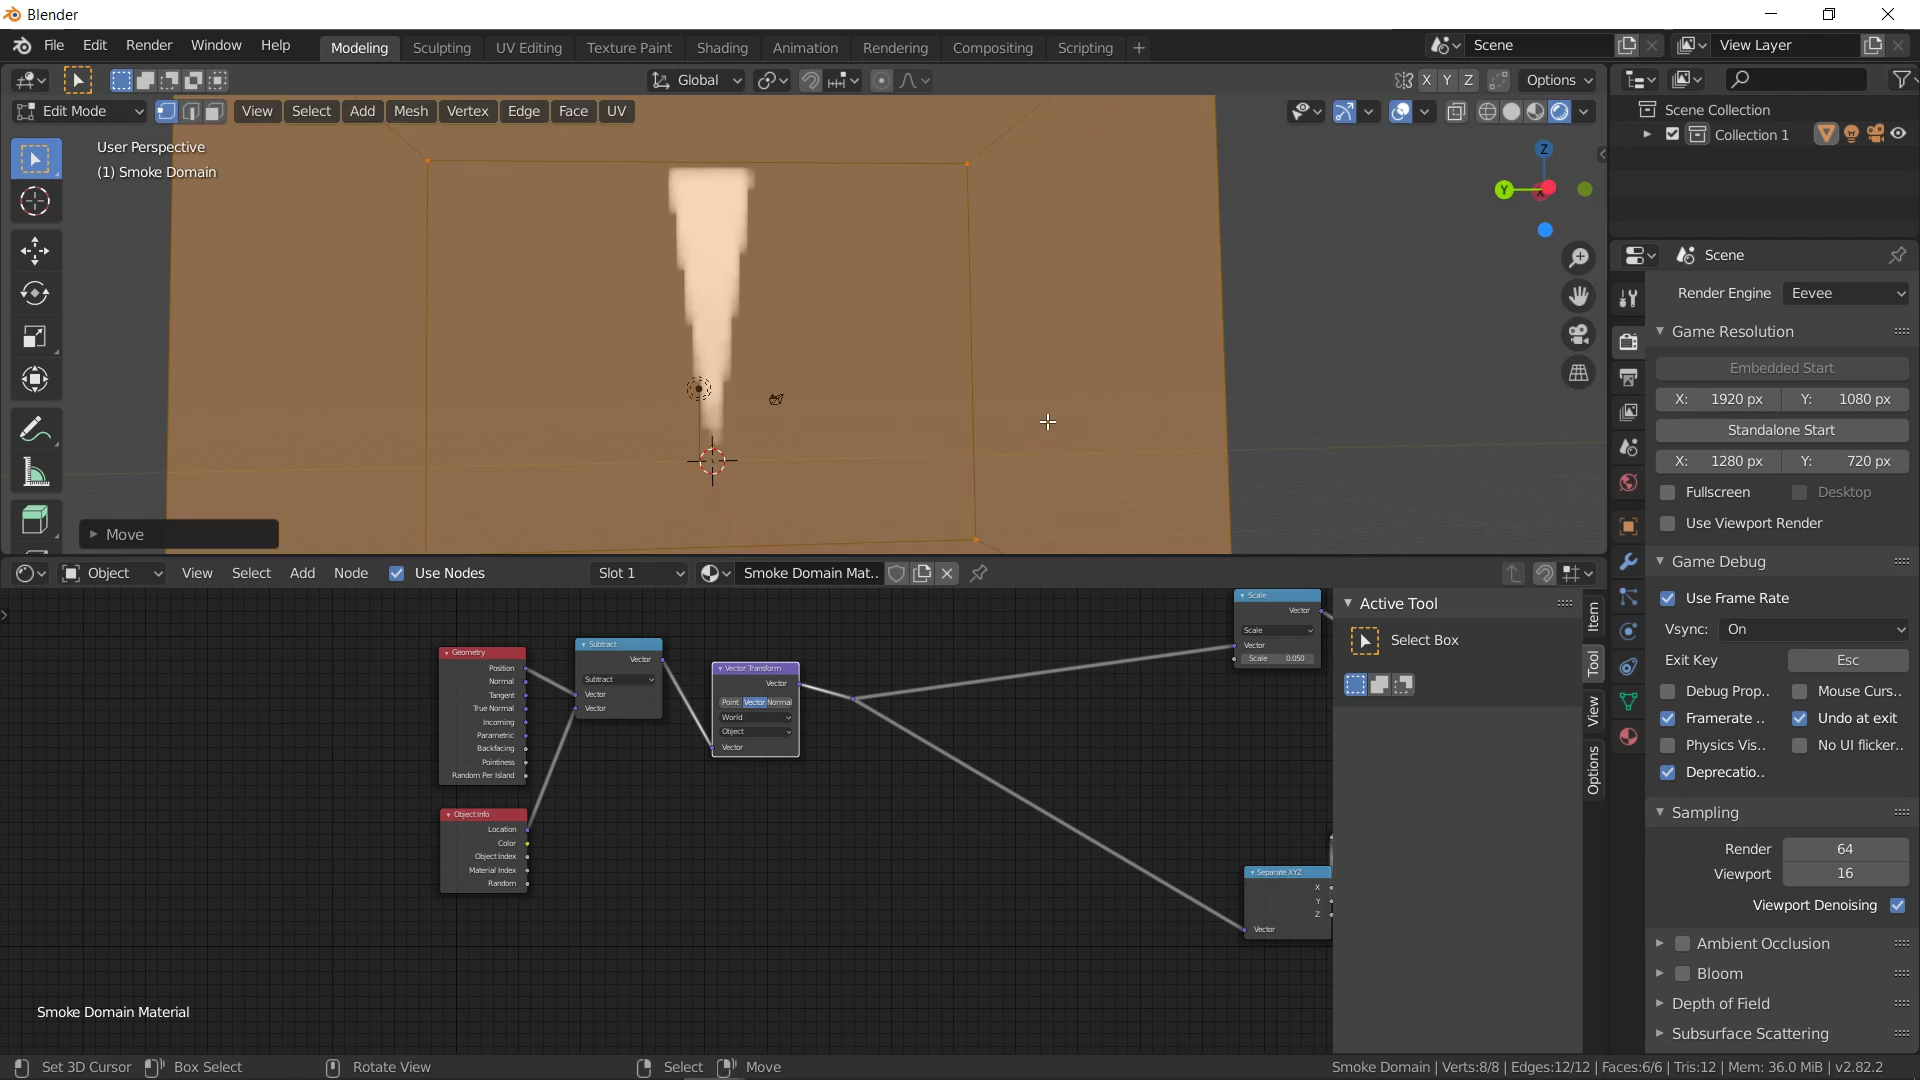 Blender
File Edit Render Window Help
Modeling Sculpting UV Editing Texture Paint Shading Animation Rendering Compositing Scripting +
Scene
View Layer
Global
X Y Z Options
Edit Mode
View Select Add Mesh Vertex Edge Face UV
User Perspective
(1) Smoke Domain
Z
Y
Move
Scene Collection
Collection 1
Scene
Render Engine Eevee
Game Resolution
Embedded Start
X: 1920 px Y: 1080 px
Standalone Start
X: 1280 px Y: 720 px
Fullscreen Desktop
Use Viewport Render
Game Debug
Use Frame Rate
Vsync: On
Exit Key Esc
Debug Prop.. Mouse Curs..
Framerate .. Undo at exit
Physics Vis.. No UI flicker..
Deprecatio..
Sampling
Render 64
Viewport 16
Viewport Denoising
Ambient Occlusion
Bloom
Depth of Field
Subsurface Scattering
Object View Select Add Node Use Nodes Slot 1 Smoke Domain Mat..
Geometry
Position
Normal
Tangent
True Normal
Incoming
Parametric
Backfacing
Pointiness
Random Per Island
Object Info
Location
Color
Object Index
Material Index
Random
Subtract
Vector
Subtract
Vector
Vector
Vector Transform
Vector
Point Vector Normal
World
Object
Vector
Scale
Vector
Scale
Vector
Scale 0.050
Separate XYZ
X
Y
Z
Vector
Active Tool
Select Box
Item
Tool
View
Options
Smoke Domain Material
Set 3D Cursor Box Select Rotate View Select Move
Smoke Domain | Verts:8/8 | Edges:12/12 | Faces:6/6 | Tris:12 | Mem: 36.0 MiB | v2.82.2